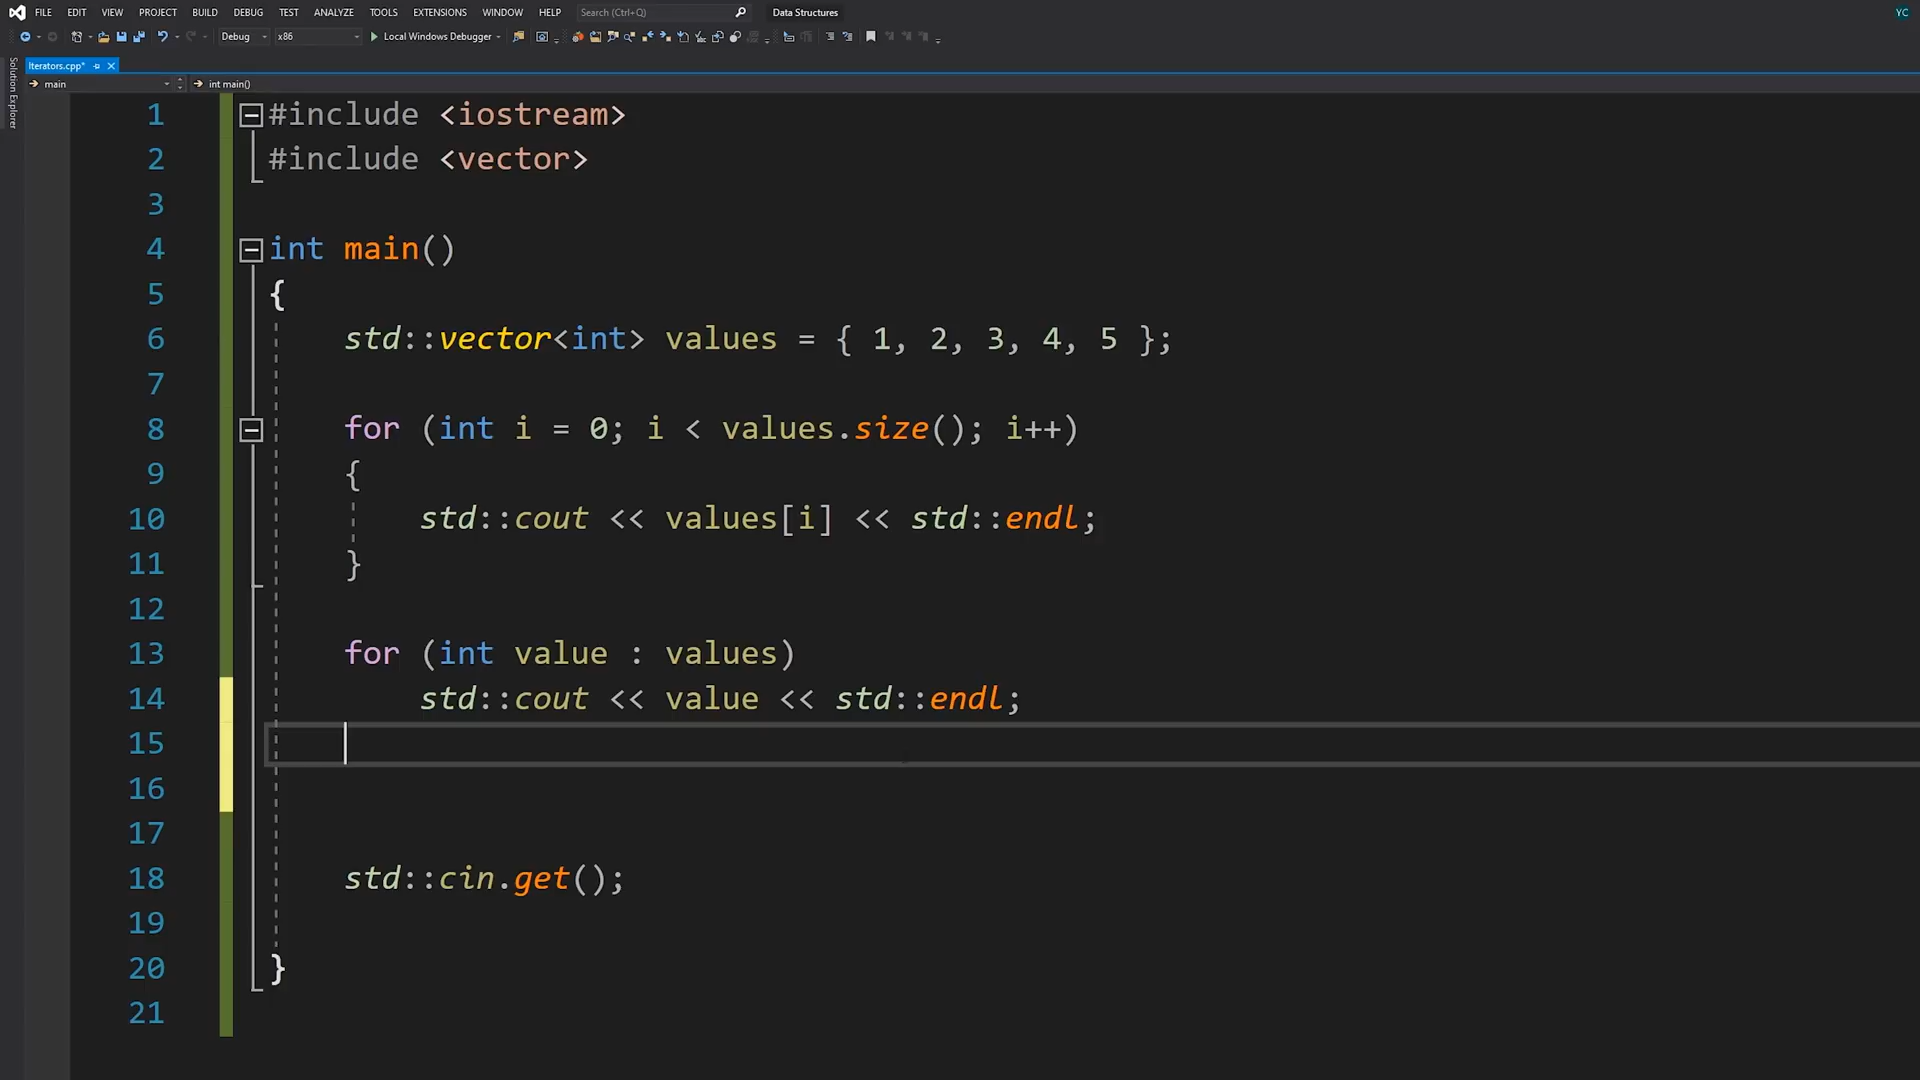 FILE EDIT VIEW PROJECT BUILD DEBUG TEST ANALYZE TOOLS EXTENSIONS WINDOW HELP Search (Ctrl+Q) Data Structures YC
Debug x86 Local Windows Debugger
Solution Explorer
Iterators.cpp*
main int main()
1 #include <iostream>
2 #include <vector>
3
4 int main()
5 {
6 std::vector<int> values = { 1, 2, 3, 4, 5 };
7
8 for (int i = 0; i < values.size(); i++)
9 {
10 std::cout << values[i] << std::endl;
11 }
12
13 for (int value : values)
14 std::cout << value << std::endl;
15
16
17
18 std::cin.get();
19
20 }
21